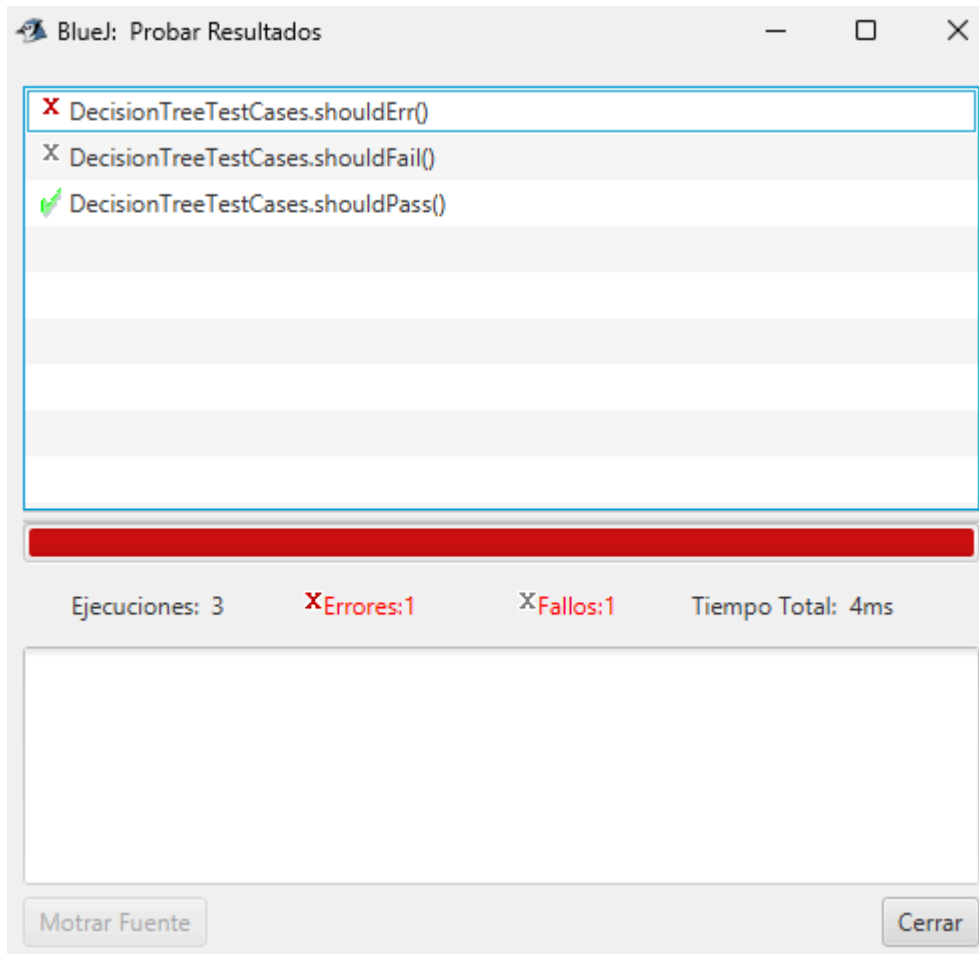 BlueJ: Probar Resultados
DecisionTreeTestCases.shouldErr()
DecisionTreeTestCases.shouldFail()
DecisionTreeTestCases.shouldPass()
Ejecuciones: 3 Errores:1 Fallos:1 Tiempo Total: 4ms
Motrar Fuente Cerrar